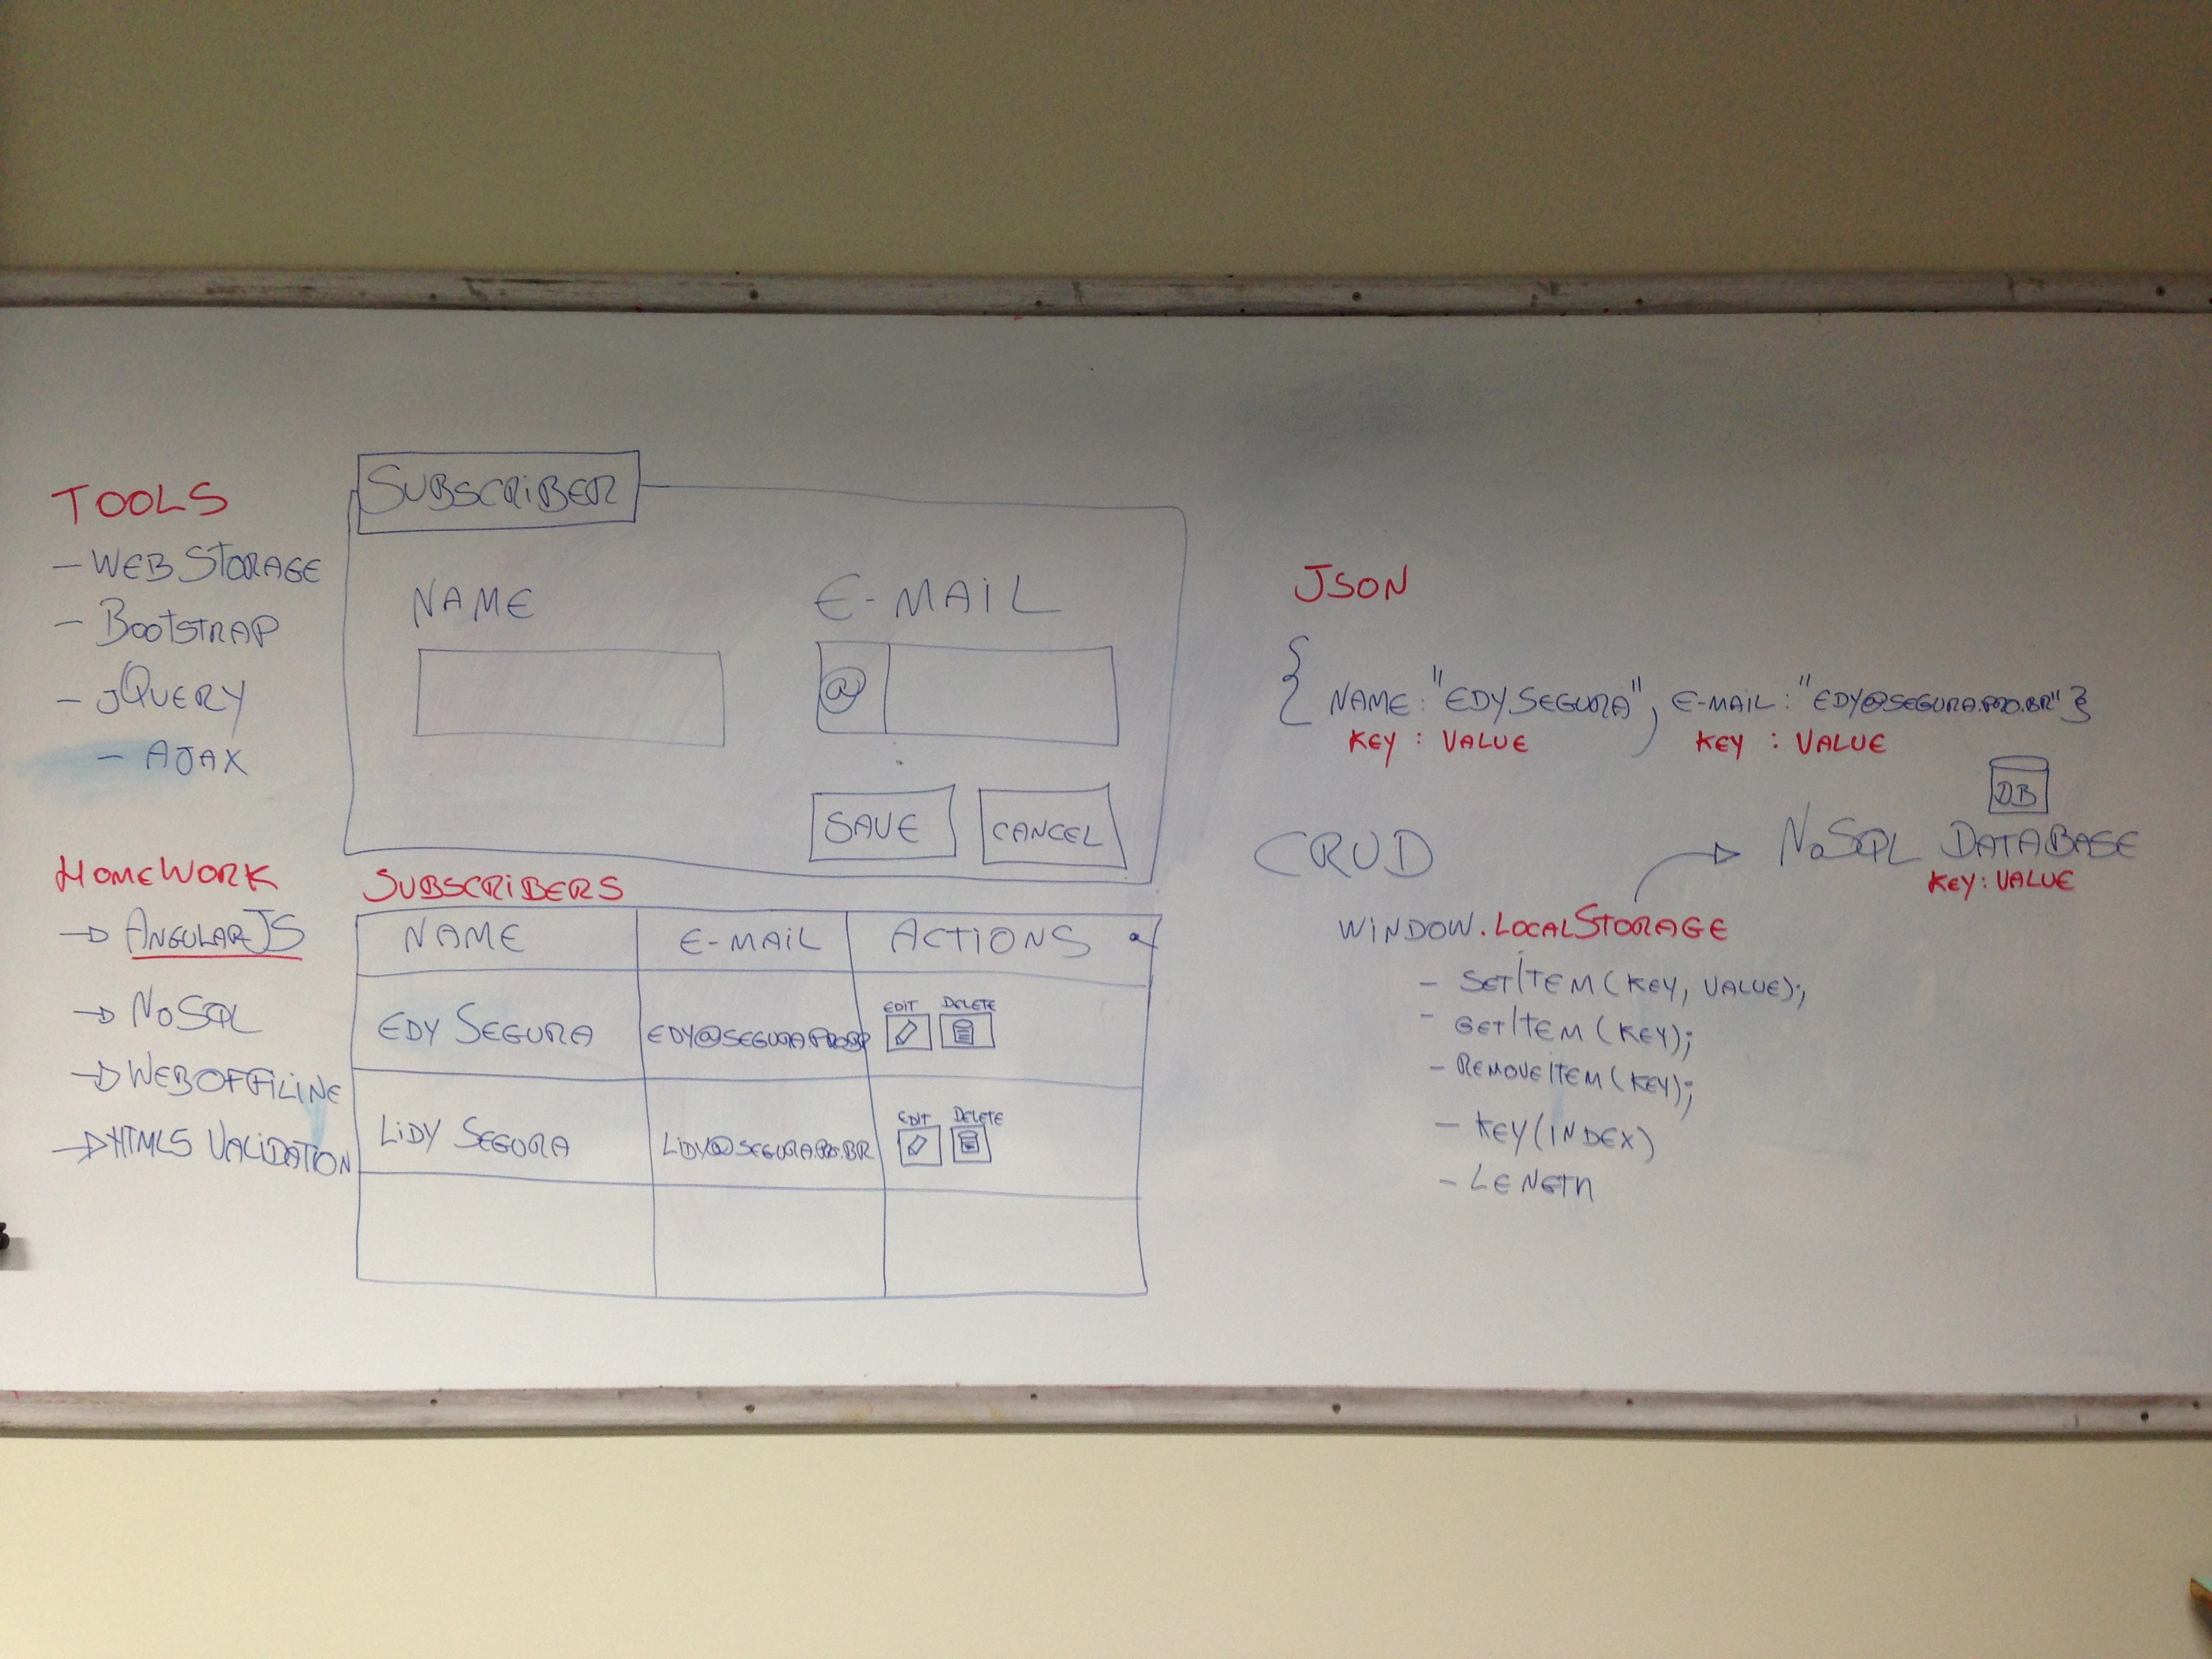 TOOLS
- WEB STORAGE
- BOOTSTRAP
- JQUERY
- AJAX
HOMEWORK
→ ANGULARJS
→ NOSQL
→ WEB OFFILINE
→ HTML5 VALIDATION
SUBSCRIBER
NAME E-MAIL
@
SAVE CANCEL
SUBSCRIBERS
NAME E-MAIL ACTIONS
EDIT DELETE
EDY SEGURA EDY@SEGURA.PRO.BR
EDIT DELETE
LIDY SEGURA LIDY@SEGURA.PRO.BR
JSON
{ NAME: "EDY SEGURA", E-MAIL: "EDY@SEGURA.PRO.BR" }
KEY : VALUE KEY : VALUE
DB
CRUD → NOSQL DATABASE
KEY: VALUE
WINDOW.LOCALSTORAGE
- SETITEM(KEY, VALUE);
- GETITEM(KEY);
- REMOVEITEM(KEY);
- KEY(INDEX)
- LENGTH